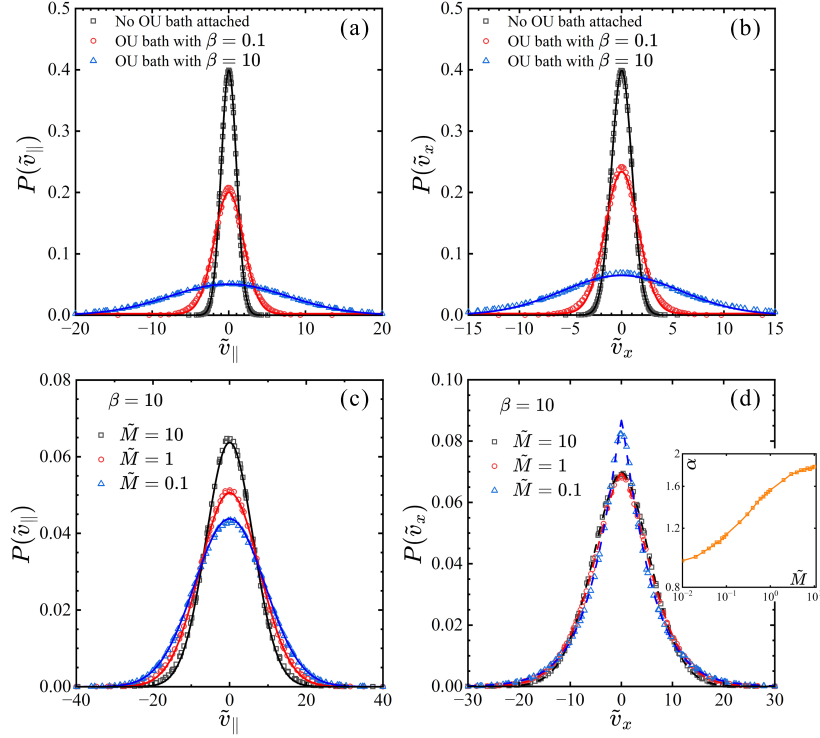 No OU bath attached
OU bath with β = 0.1
OU bath with β = 10
(a)
0.5
0.4
0.3
0.2
0.1
0.0
P(ṽ∥)
−20 −10 0 10 20
ṽ∥
No OU bath attached
OU bath with β = 0.1
OU bath with β = 10
(b)
0.5
0.4
0.3
0.2
0.1
0.0
P(ṽx)
−15 −10 −5 0 5 10 15
ṽx
β = 10
(c)
M̃ = 10
M̃ = 1
M̃ = 0.1
0.08
0.06
0.04
0.02
0.00
P(ṽ∥)
−40 −20 0 20 40
ṽ∥
β = 10
(d)
M̃ = 10
M̃ = 1
M̃ = 0.1
0.10
0.08
0.06
0.04
0.02
0.00
P(ṽx)
−30 −20 −10 0 10 20 30
ṽx
2
1.6
1.2
0.8
α
M̃
10⁻² 10⁻¹ 10⁰ 10¹